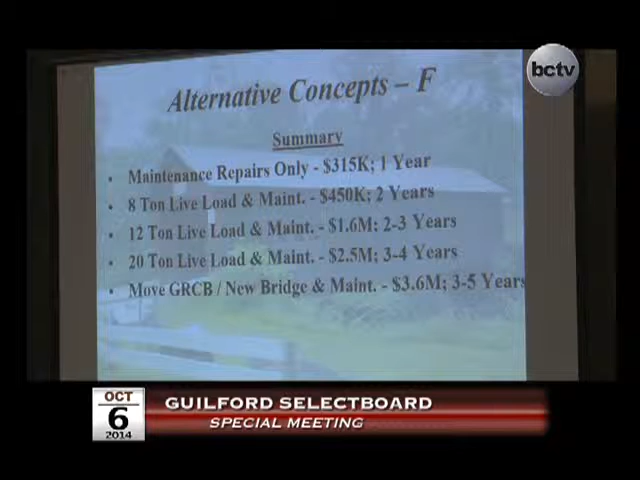 bctv
Alternative Concepts – F
Summary
• Maintenance Repairs Only - $315K; 1 Year
• 8 Ton Live Load & Maint. - $450K; 2 Years
• 12 Ton Live Load & Maint. - $1.6M; 2-3 Years
• 20 Ton Live Load & Maint. - $2.5M; 3-4 Years
• Move GRCB / New Bridge & Maint. - $3.6M; 3-5 Years
OCT
6
2014
GUILFORD SELECTBOARD
SPECIAL MEETING